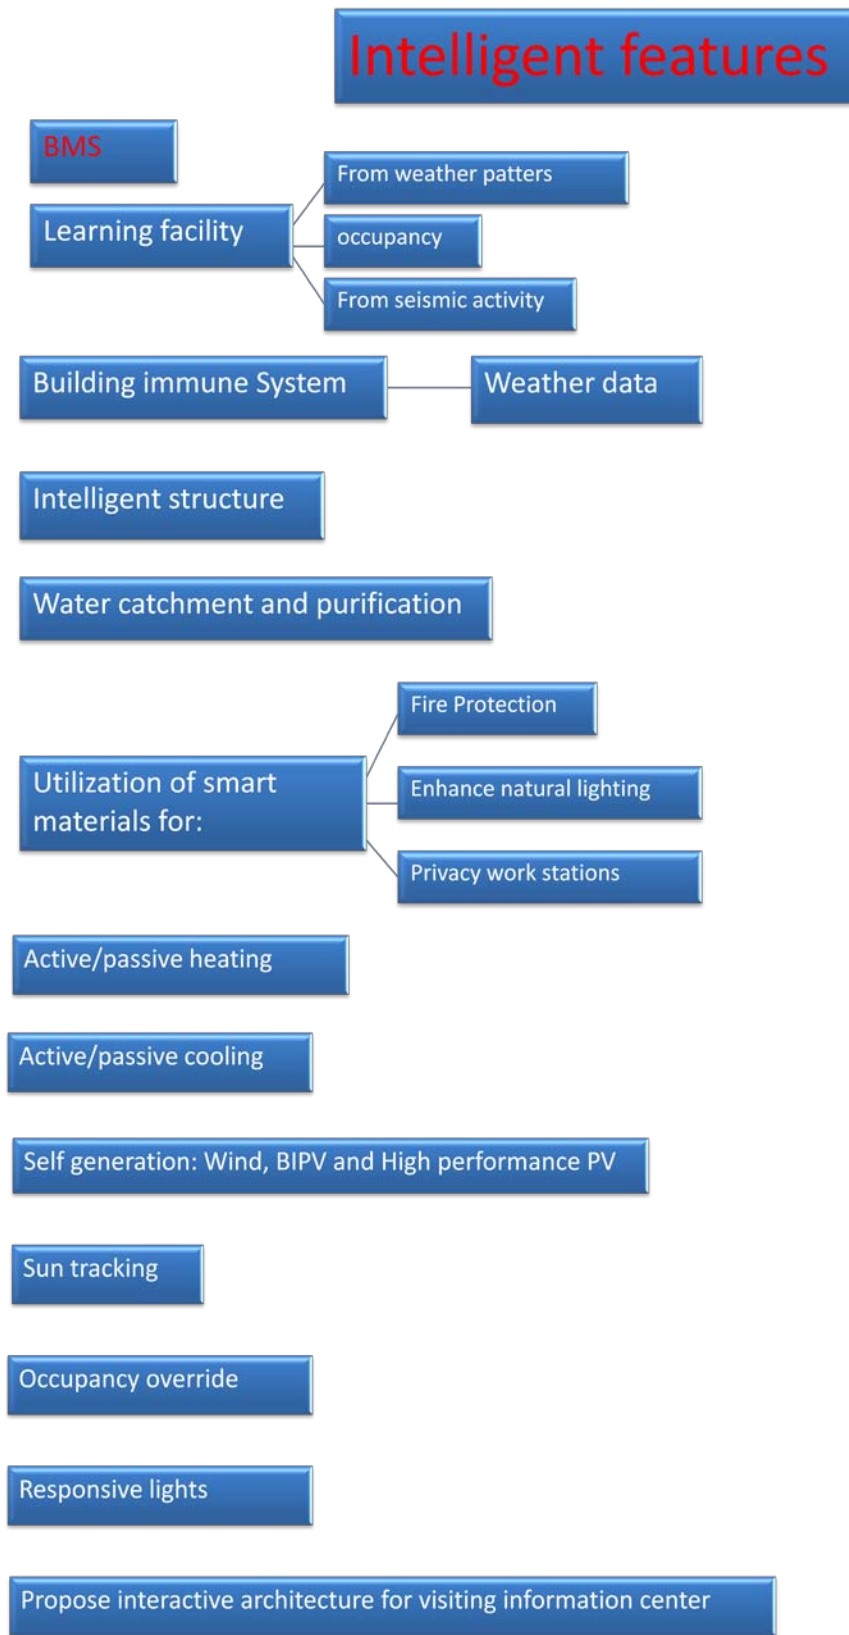 Intelligent features
BMS
Learning facility
From weather patters
occupancy
From seismic activity
Building immune System
Weather data
Intelligent structure
Water catchment and purification
Utilization of smart
materials for:
Fire Protection
Enhance natural lighting
Privacy work stations
Active/passive heating
Active/passive cooling
Self generation: Wind, BIPV and High performance PV
Sun tracking
Occupancy override
Responsive lights
Propose interactive architecture for visiting information center